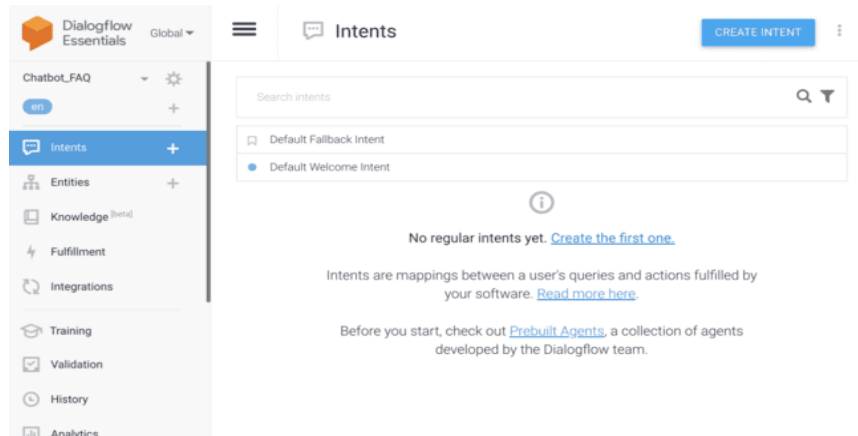 Dialogflow
Essentials
Global
Intents
CREATE INTENT
Chatbot_FAQ
en
Search intents
Intents
Default Fallback Intent
Default Welcome Intent
Entities
Knowledge [beta]
Fulfillment
Integrations
Training
Validation
History
Analytics
No regular intents yet. Create the first one.
Intents are mappings between a user's queries and actions fulfilled by
your software. Read more here.
Before you start, check out Prebuilt Agents, a collection of agents
developed by the Dialogflow team.